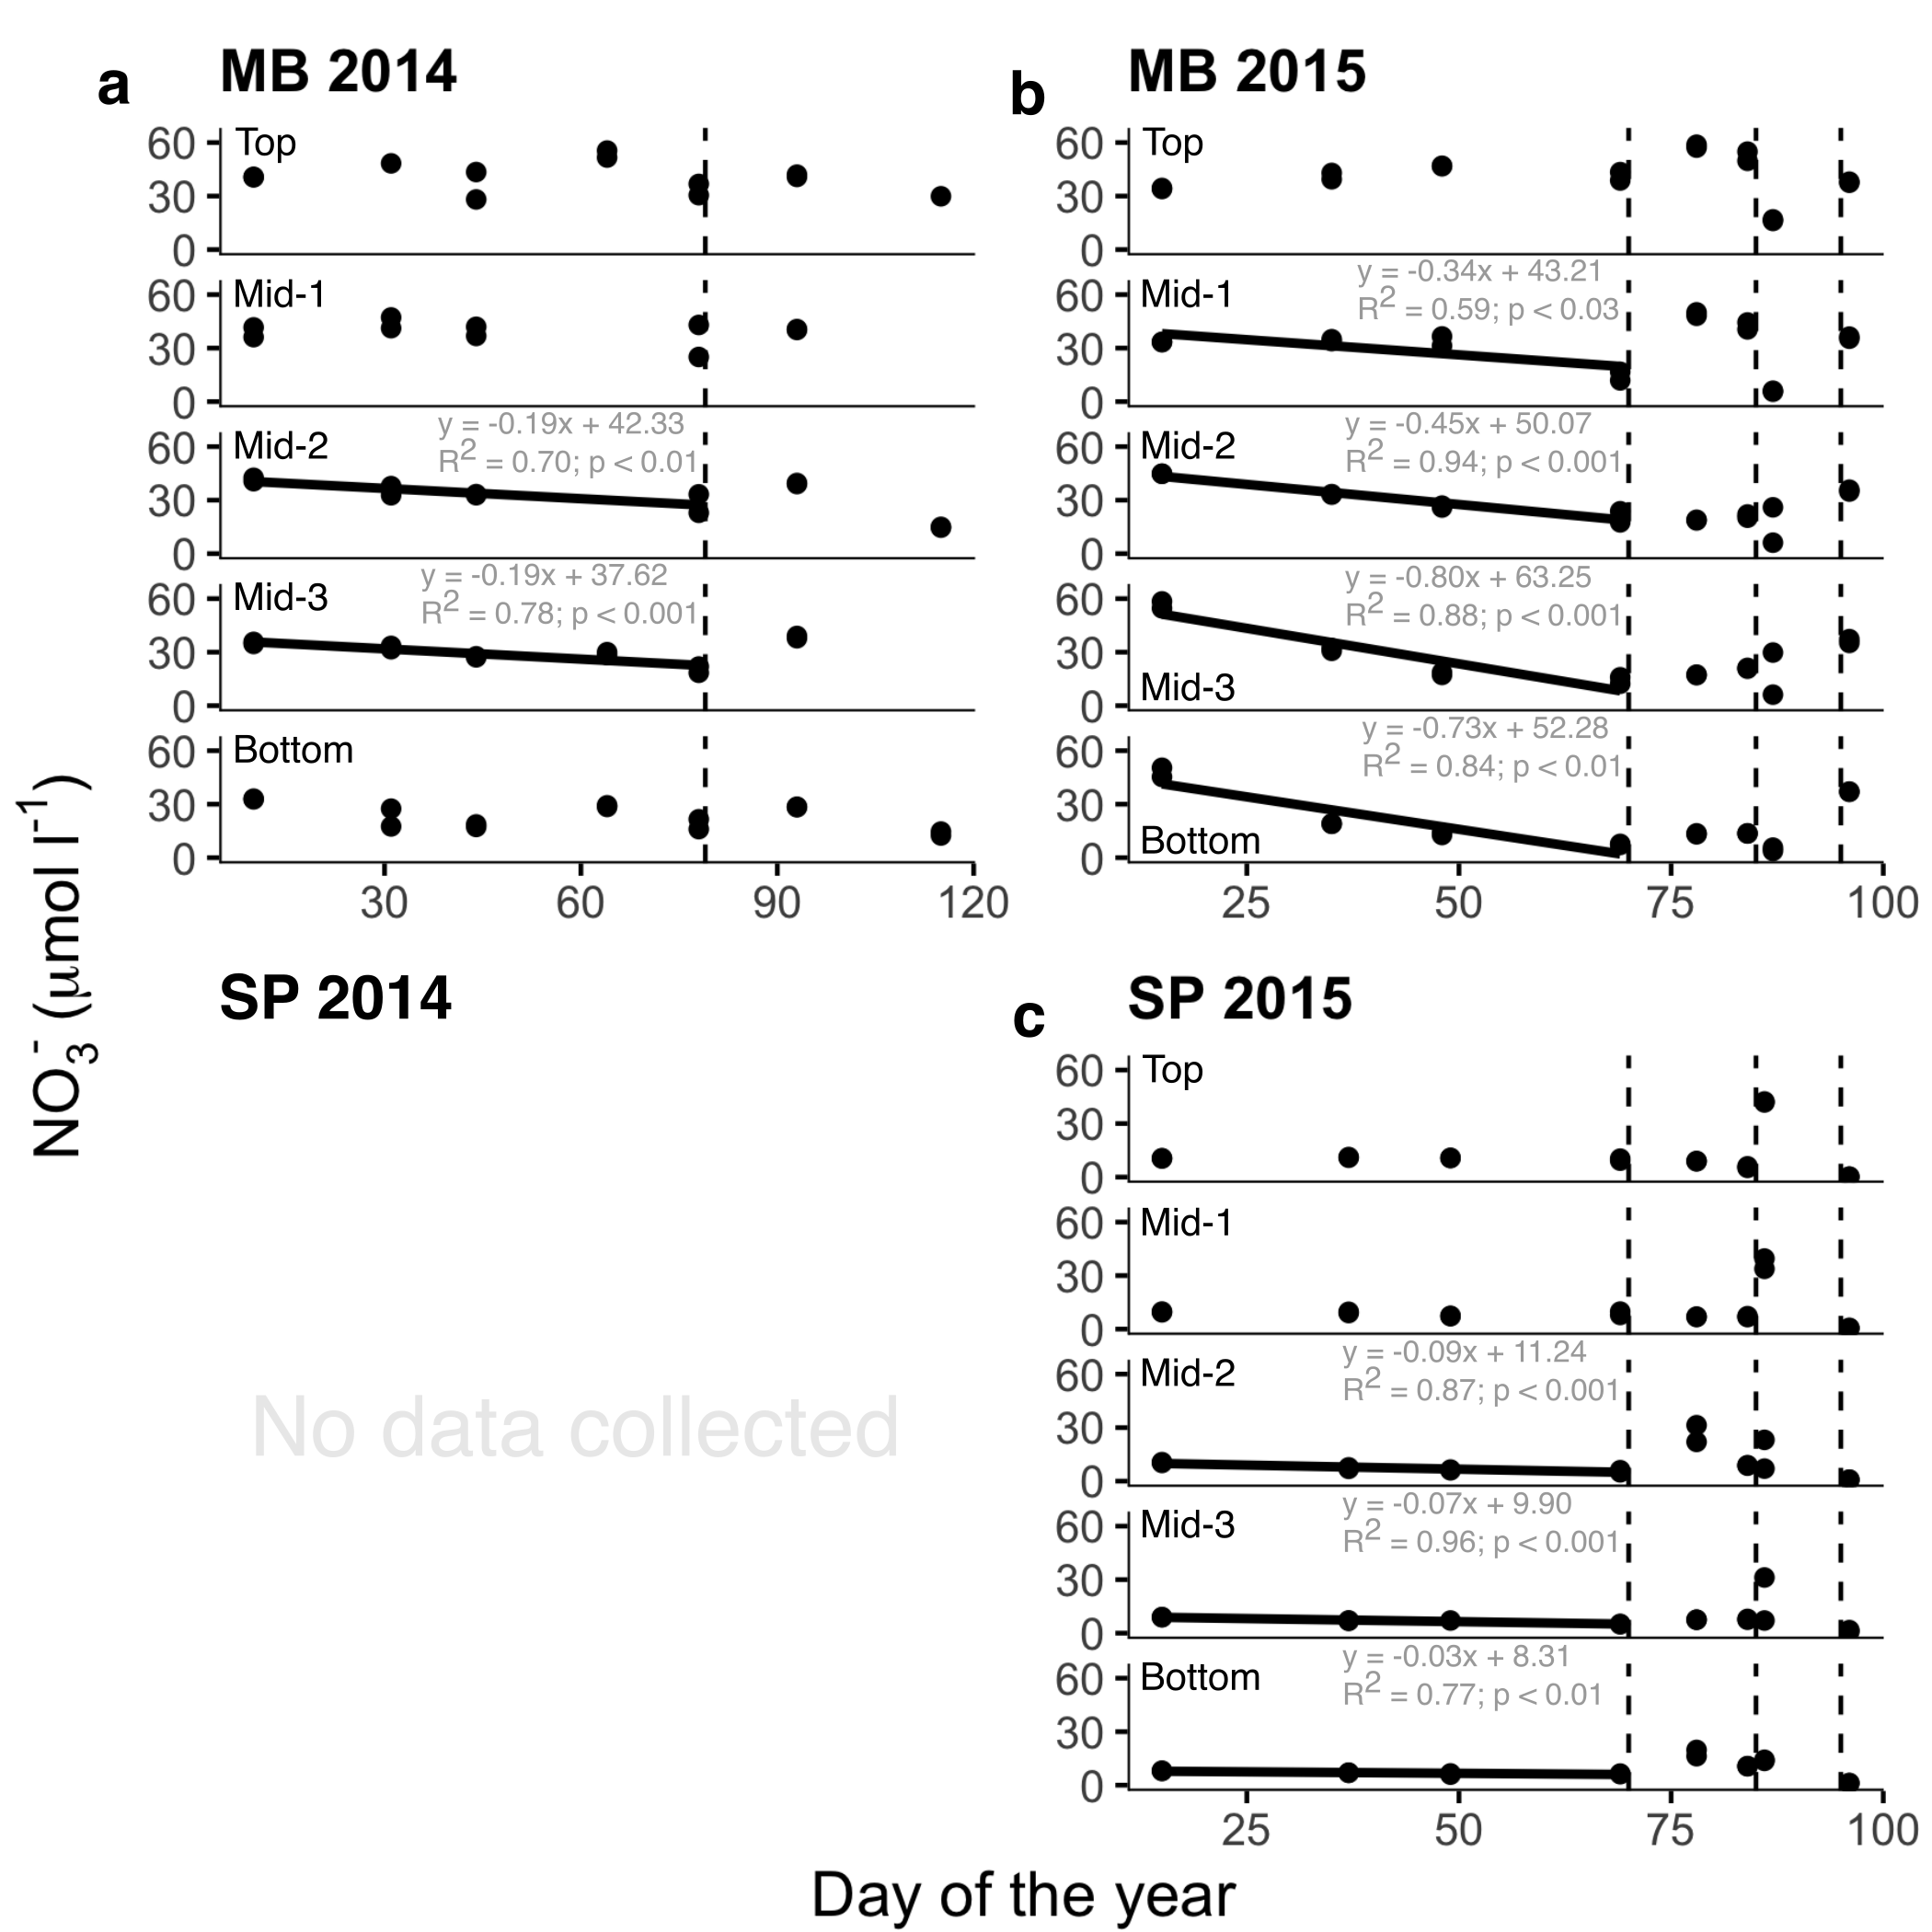 a MB 2014
60 Top
30
0
60 Mid-1
30
0
y = -0.19x + 42.33
60 Mid-2
R2 = 0.70; p < 0.01
30
0
y = -0.19x + 37.62
60 Mid-3
R2 = 0.78; p < 0.001
30
0
60 Bottom
30
0
30 60 90 120
b MB 2015
60 Top
30
0
y = -0.34x + 43.21
60 Mid-1
R2 = 0.59; p < 0.03
30
0
y = -0.45x + 50.07
60 Mid-2
R2 = 0.94; p < 0.001
30
0
y = -0.80x + 63.25
60
R2 = 0.88; p < 0.001
30
Mid-3
0
y = -0.73x + 52.28
60
R2 = 0.84; p < 0.01
30
Bottom
0
25 50 75 100
NO3- (μmol l-1)
SP 2014
No data collected
c SP 2015
60 Top
30
0
60 Mid-1
30
0
y = -0.09x + 11.24
60 Mid-2
R2 = 0.87; p < 0.001
30
0
y = -0.07x + 9.90
60 Mid-3
R2 = 0.96; p < 0.001
30
0
y = -0.03x + 8.31
60 Bottom
R2 = 0.77; p < 0.01
30
0
25 50 75 100
Day of the year